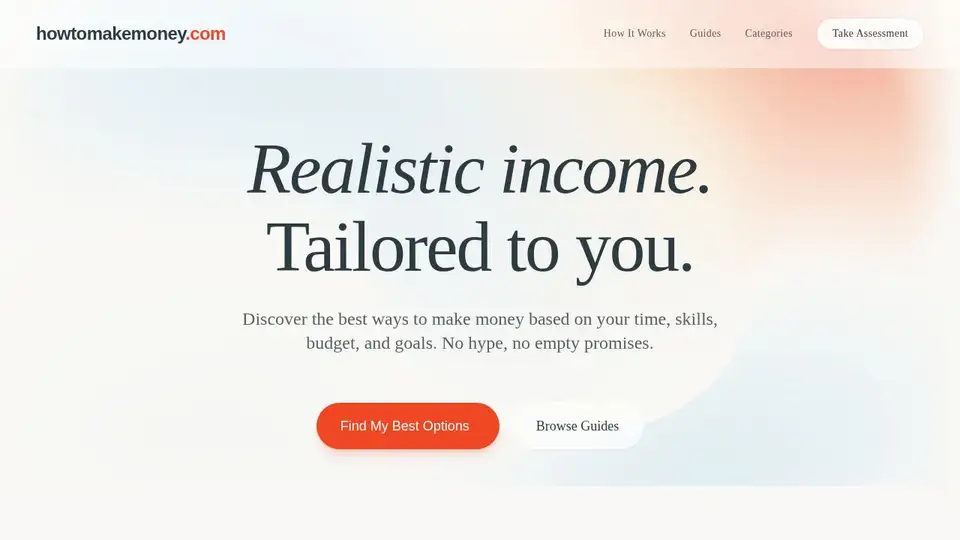 howtomakemoney.com
How It Works
Guides
Categories
Take Assessment
Realistic income.
Tailored to you.
Discover the best ways to make money based on your time, skills,
budget, and goals. No hype, no empty promises.
Find My Best Options
Browse Guides